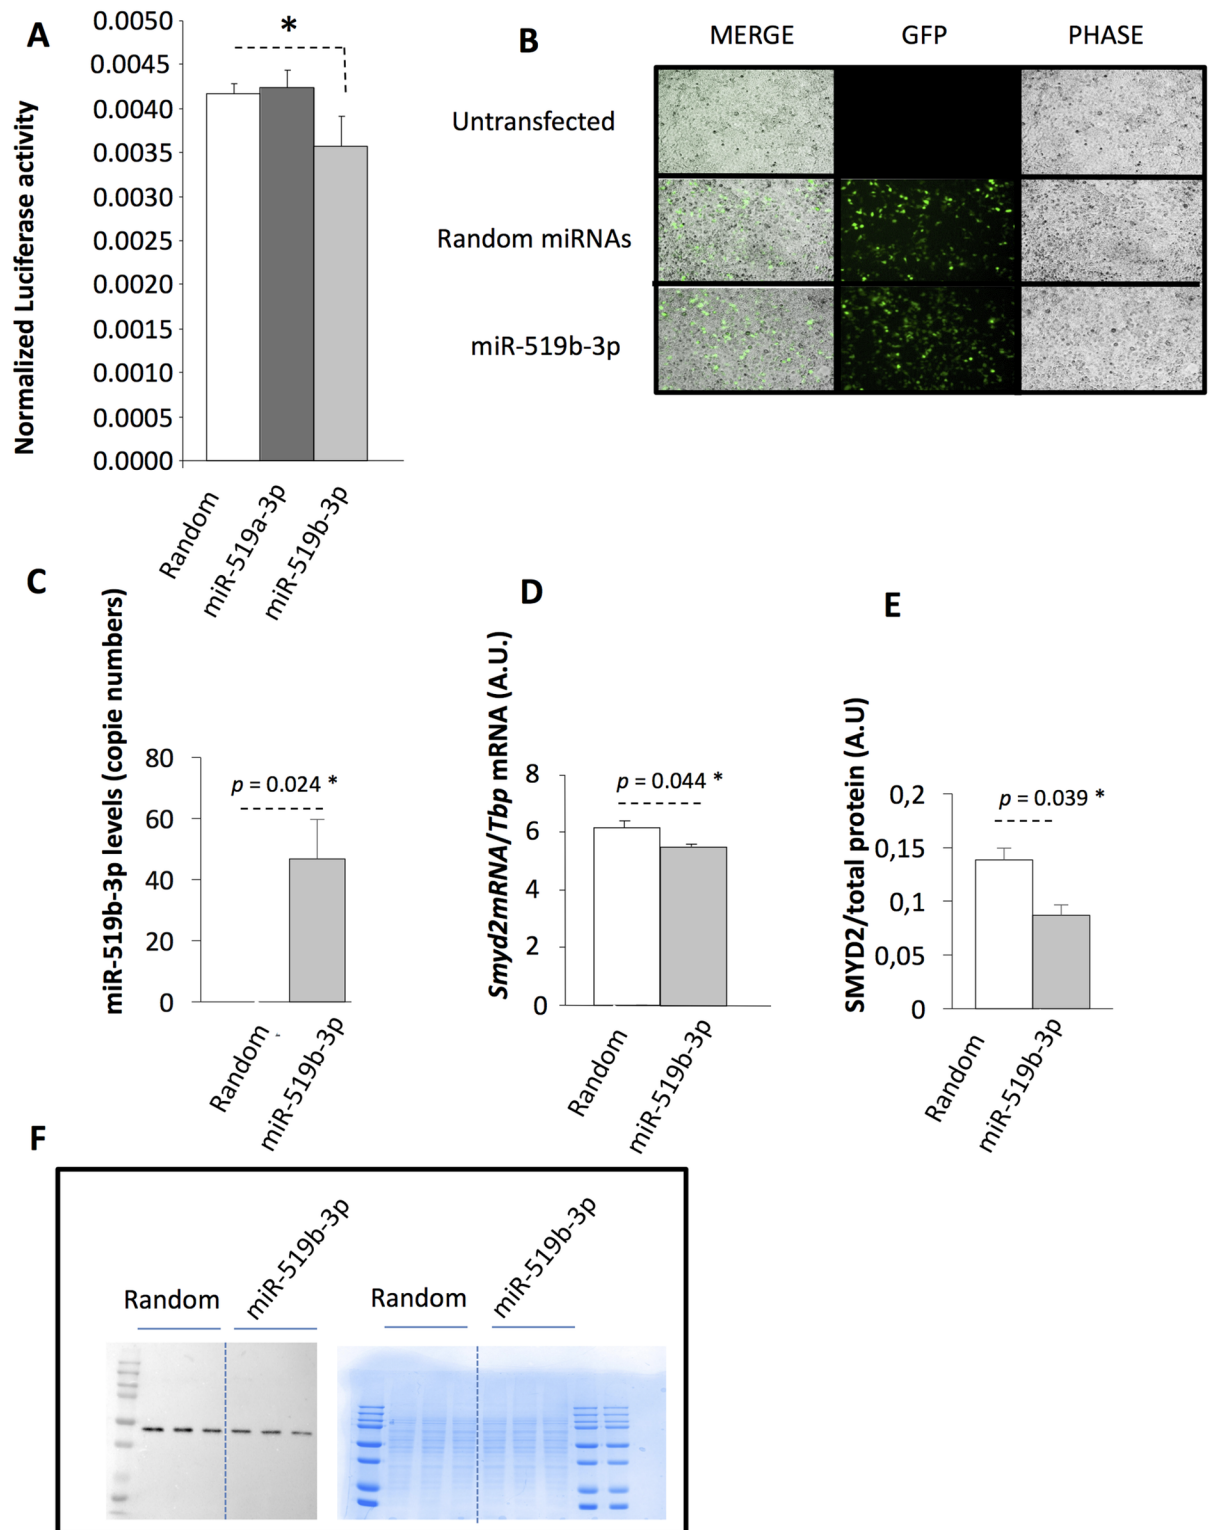 A
Normalized Luciferase activity
0.0050
0.0045
0.0040
0.0035
0.0030
0.0025
0.0020
0.0015
0.0010
0.0005
0.0000
*
Random
miR-519a-3p
miR-519b-3p
B
MERGE GFP PHASE
Untransfected
Random miRNAs
miR-519b-3p
C
miR-519b-3p levels (copie numbers)
80
60
40
20
0
p = 0.024 *
Random
miR-519b-3p
D
Smyd2mRNA/Tbp mRNA (A.U.)
8
6
4
2
0
p = 0.044 *
Random
miR-519b-3p
E
SMYD2/total protein (A.U)
0,2
0,15
0,1
0,05
0
p = 0.039 *
Random
miR-519b-3p
F
Random
miR-519b-3p
Random
miR-519b-3p